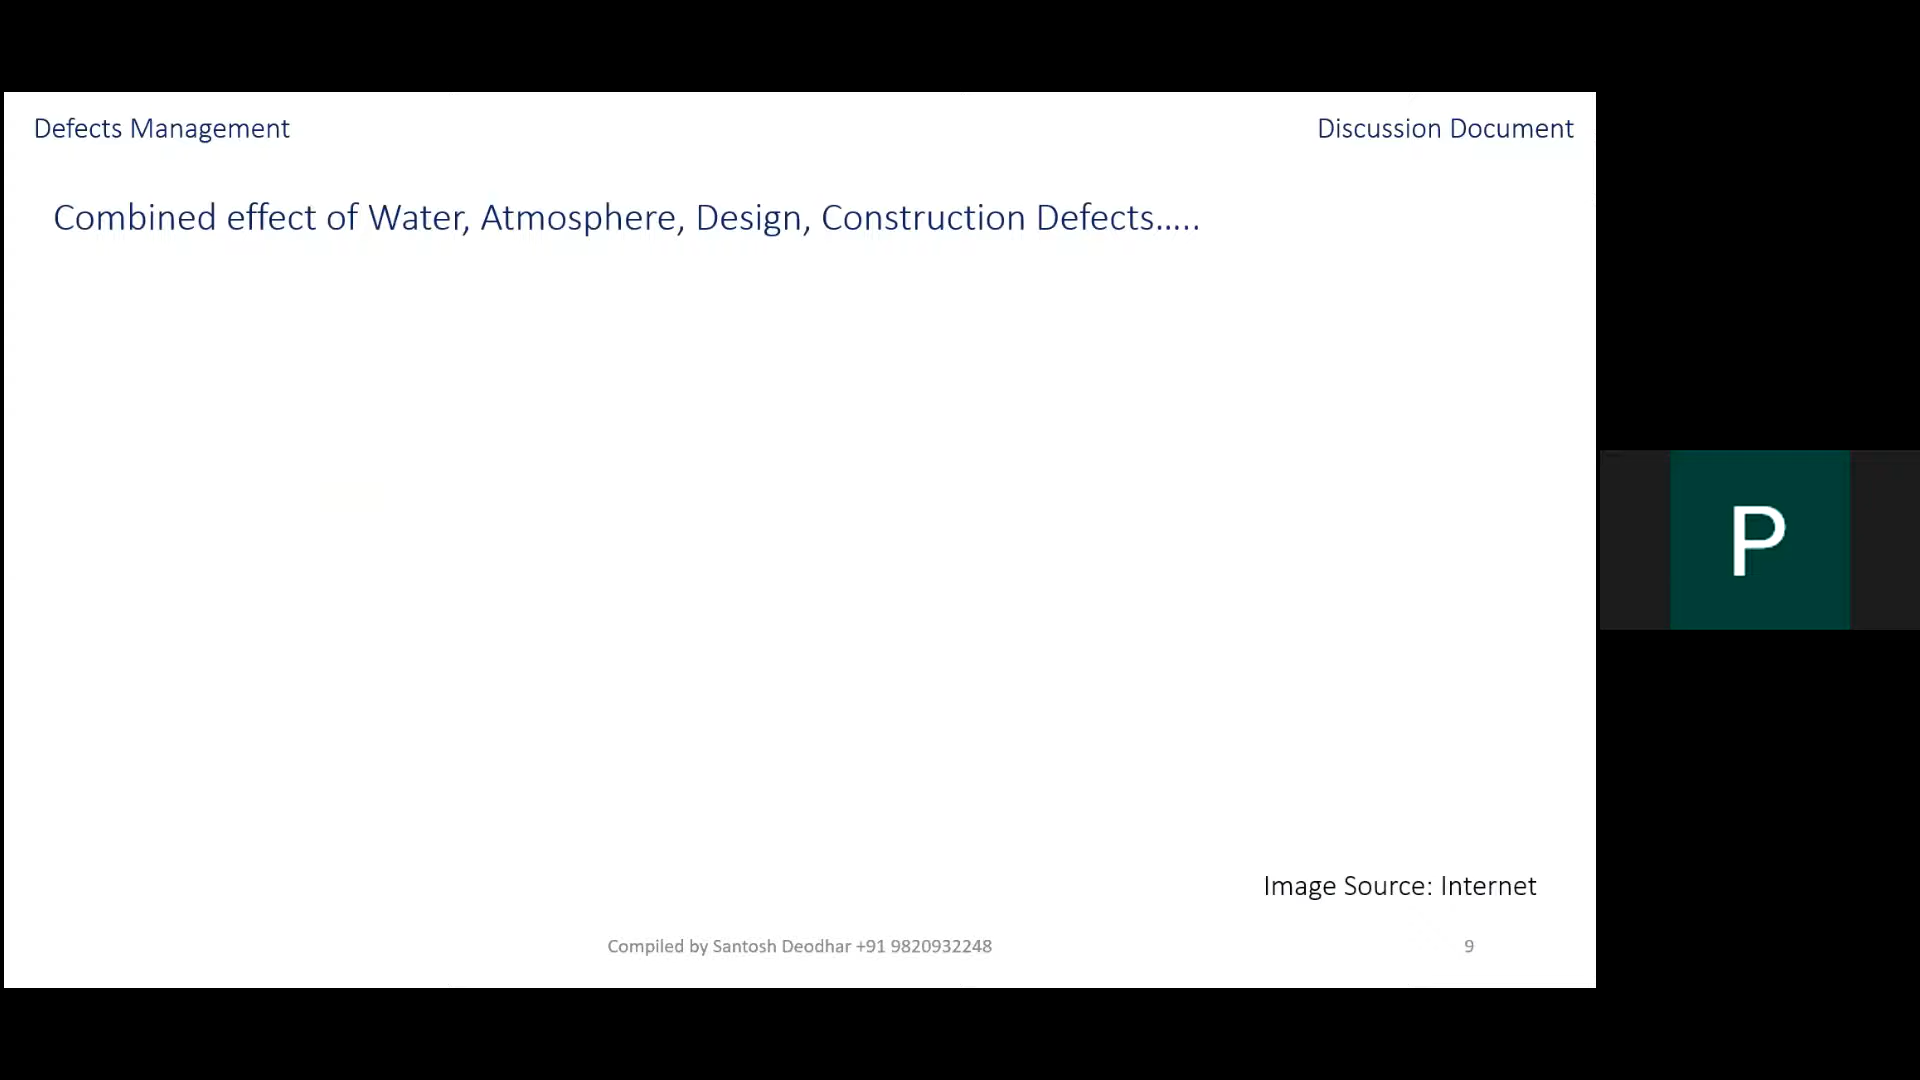 Defects Management
Discussion Document
Combined effect of Water, Atmosphere, Design, Construction Defects.....
Image Source: Internet
Compiled by Santosh Deodhar +91 9820932248
9
P